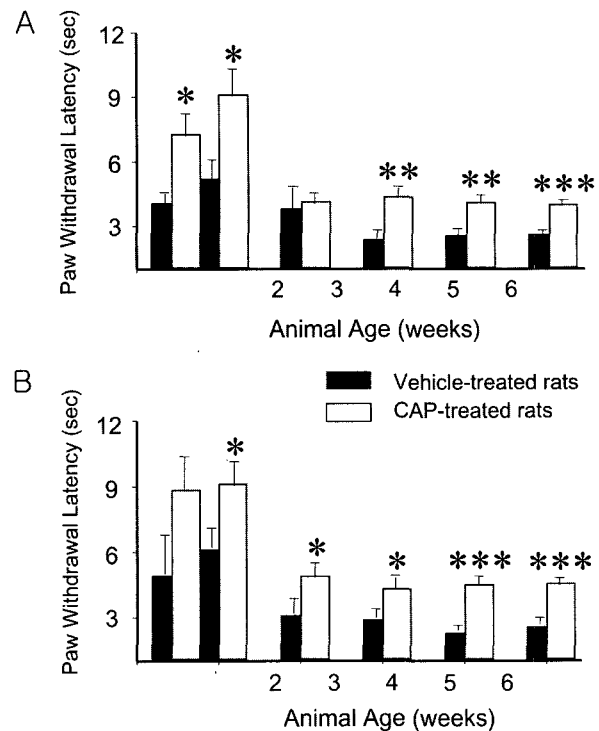 A
Paw Withdrawal Latency (sec)
12
9
6
3
*
*
**
**
***
2 3 4 5 6
Animal Age (weeks)
B
Vehicle-treated rats
CAP-treated rats
Paw Withdrawal Latency (sec)
12
9
6
3
*
*
*
***
***
2 3 4 5 6
Animal Age (weeks)